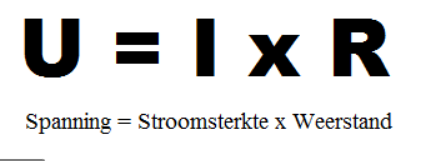 U = I x R
Spanning = Stroomsterkte x Weerstand